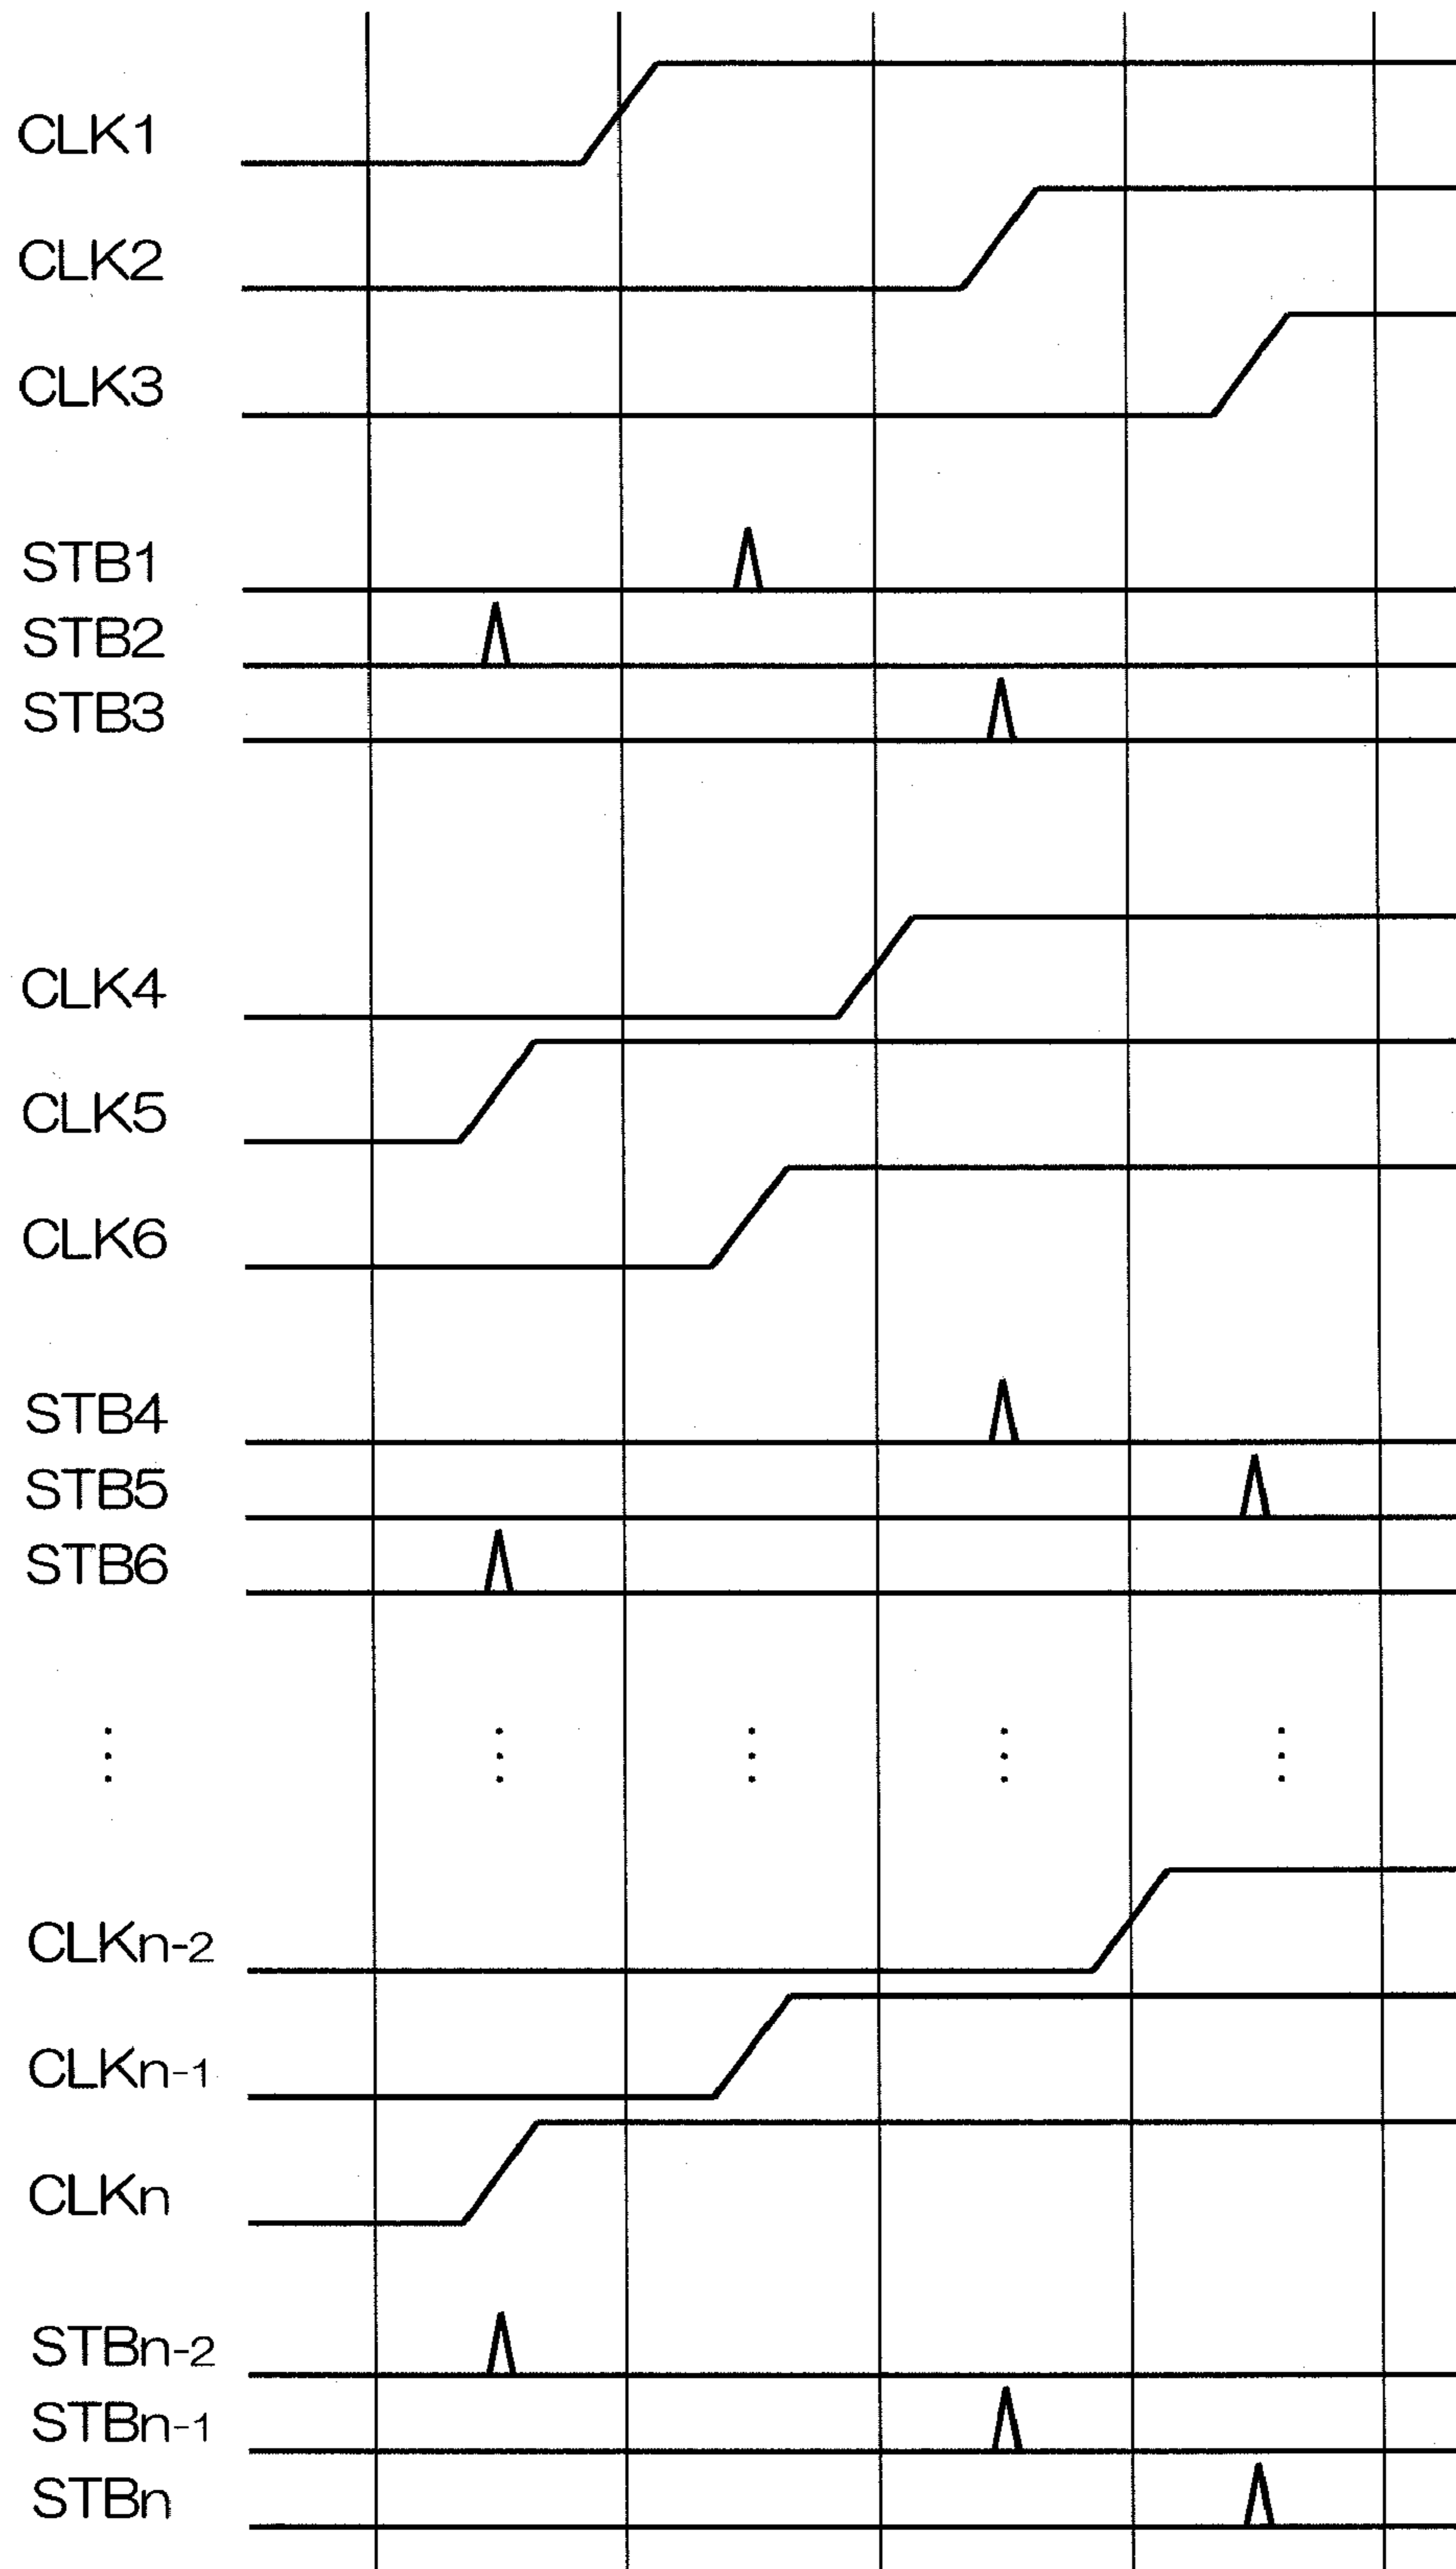 CLK1
CLK2
CLK3
STB1
STB2
STB3
CLK4
CLK5
CLK6
STB4
STB5
STB6
CLKn-2
CLKn-1
CLKn
STBn-2
STBn-1
STBn